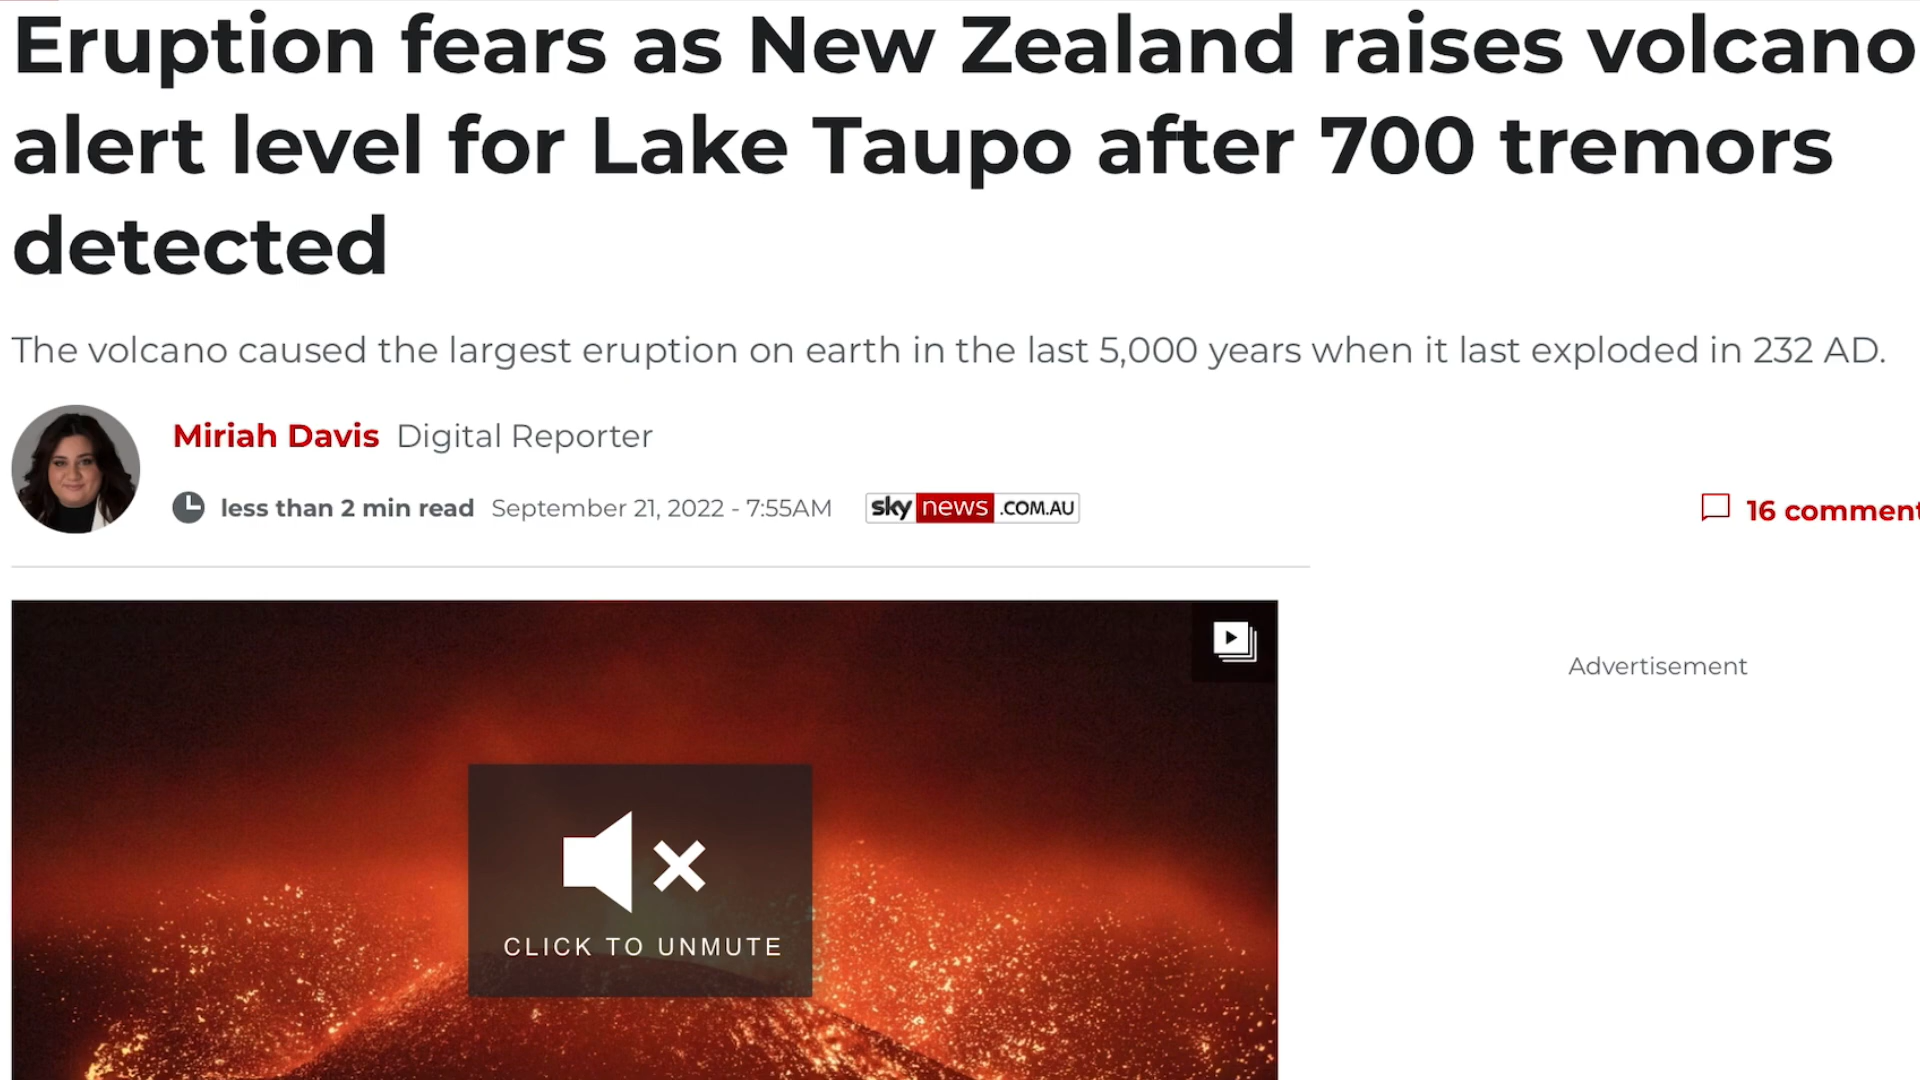 Eruption fears as New Zealand raises volcano
alert level for Lake Taupo after 700 tremors
detected
The volcano caused the largest eruption on earth in the last 5,000 years when it last exploded in 232 AD.
Miriah Davis Digital Reporter
less than 2 min read September 21, 2022 - 7:55AM sky news .COM.AU
16 comment
Advertisement
CLICK TO UNMUTE